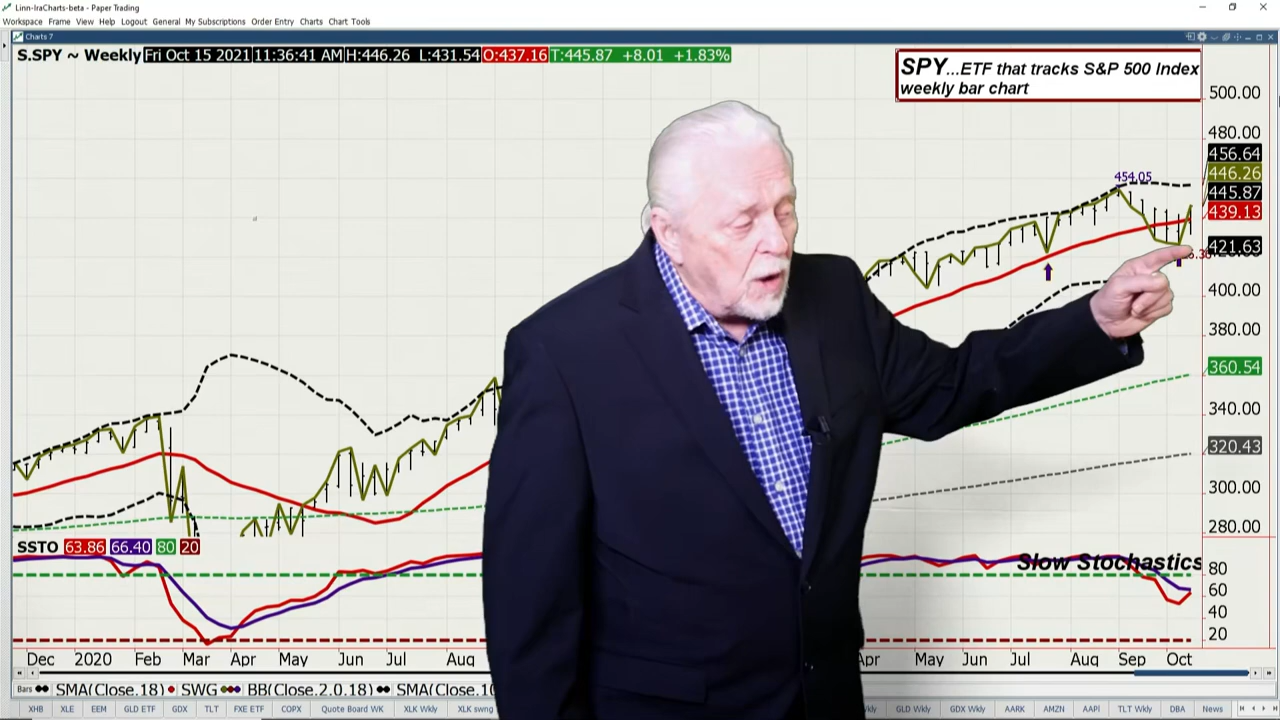 Linn-IraCharts-beta - Paper Trading
Workspace Frame View Help Logout General My Subscriptions Order Entry Charts Chart Tools
Charts 7
S.SPY ~ Weekly Fri Oct 15 2021 11:36:41 AM H:446.26 L:431.54 O:437.16 T:445.87 +8.01 +1.83%
SPY...ETF that tracks S&P 500 Index
weekly bar chart
500.00
480.00
456.64
446.26
445.87
439.13
421.63
400.00
380.00
360.54
340.00
320.43
300.00
280.00
454.05
SSTO 63.86 66.40 80 20
Slow Stochastics
80
60
40
20
Dec 2020 Feb Mar Apr May Jun Jul Aug Apr May Jun Jul Aug Sep Oct
Bars SMA(Close.18) SWG BB(Close.2.0.18) SMA(Close.10
XHB XLE EEM GLD ETF GDX TLT FXE ETF COPX Quote Board WK XLK Wkly XLK swng GLD Wkly GDX Wkly AARK AMZN AAPl TLT Wkly DBA News